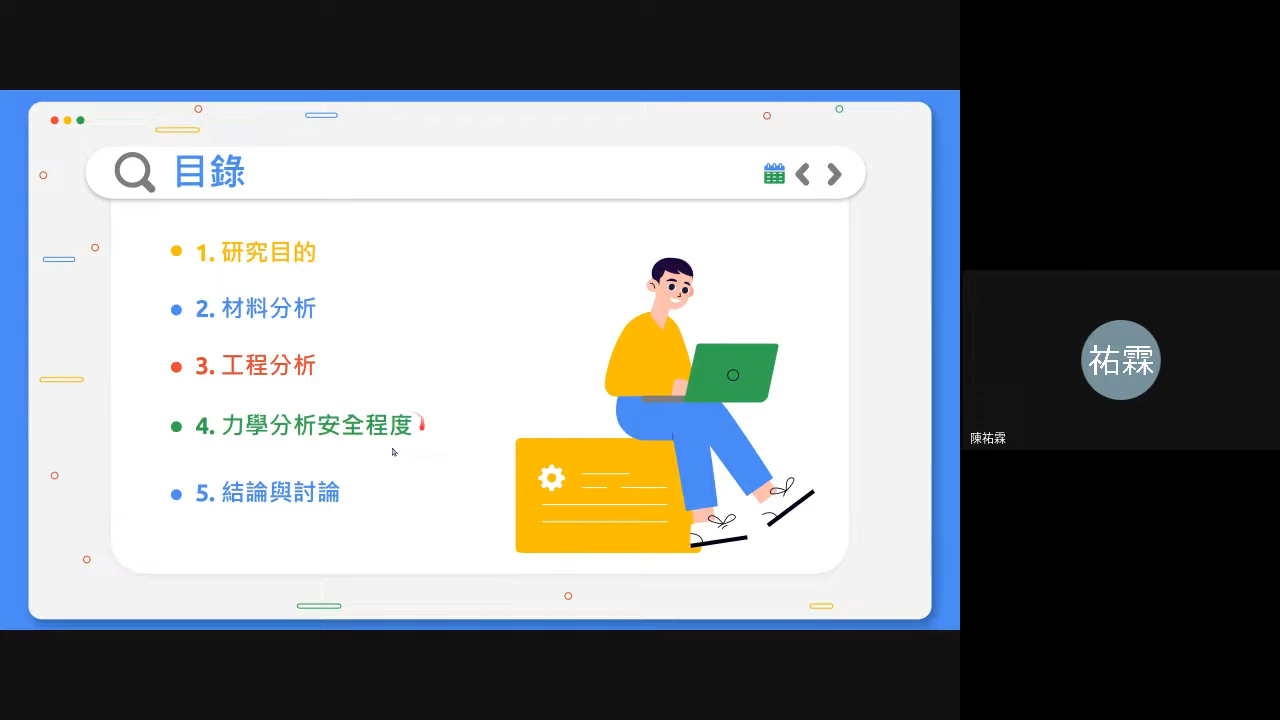 目錄
1. 研究目的
2. 材料分析
3. 工程分析
4. 力學分析安全程度
5. 結論與討論
祐霖
陳祐霖